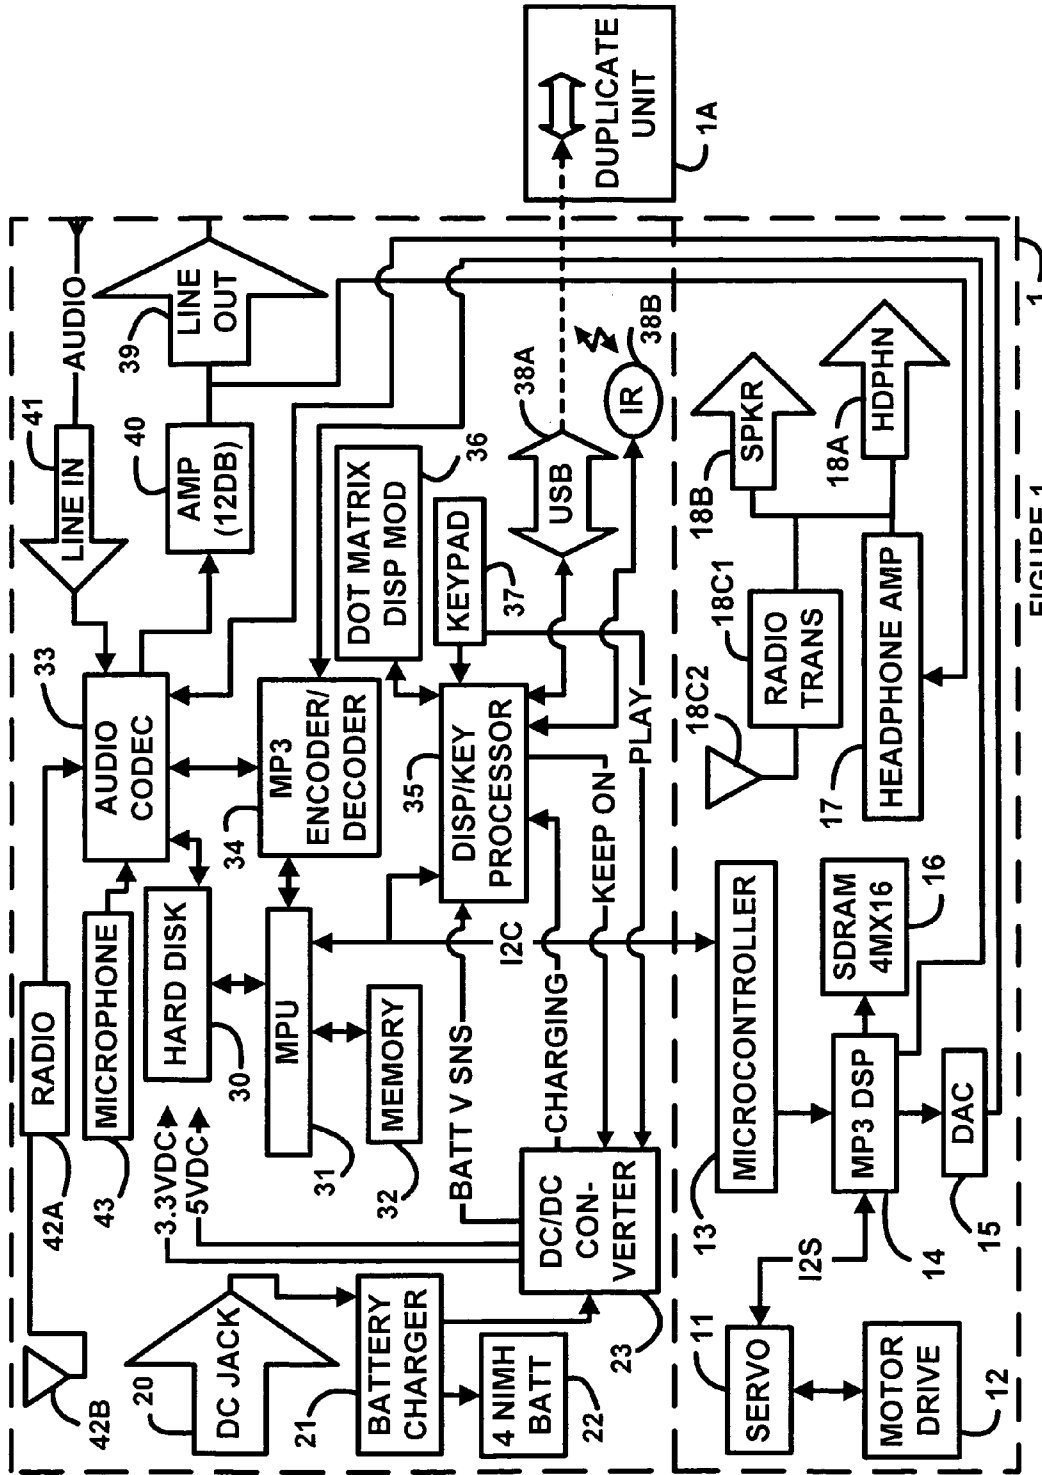 42B
42A
RADIO
43
MICROPHONE
33
AUDIO
CODEC
41
LINE IN
AUDIO
40
AMP
(12DB)
39
LINE
OUT
20
DC JACK
3.3VDC
5VDC
30
HARD DISK
31
MPU
34
MP3
ENCODER/
DECODER
32
MEMORY
21
BATTERY
CHARGER
22
4 NIMH
BATT
BATT V SNS
35
DISP/KEY
PROCESSOR
DOT MATRIX
DISP MOD
36
KEYPAD
37
38A
USB
IR
38B
DUPLICATE
UNIT
1A
23
DC/DC
CON-
VERTER
CHARGING
KEEP ON
PLAY
I2C
11
SERVO
MOTOR
DRIVE
12
I2S
13
MICROCONTROLLER
14
MP3 DSP
SDRAM
4MX16
16
15
DAC
18C2
18C1
RADIO
TRANS
17
HEADPHONE AMP
18B
SPKR
18A
HDPHN
1
FIGURE 1